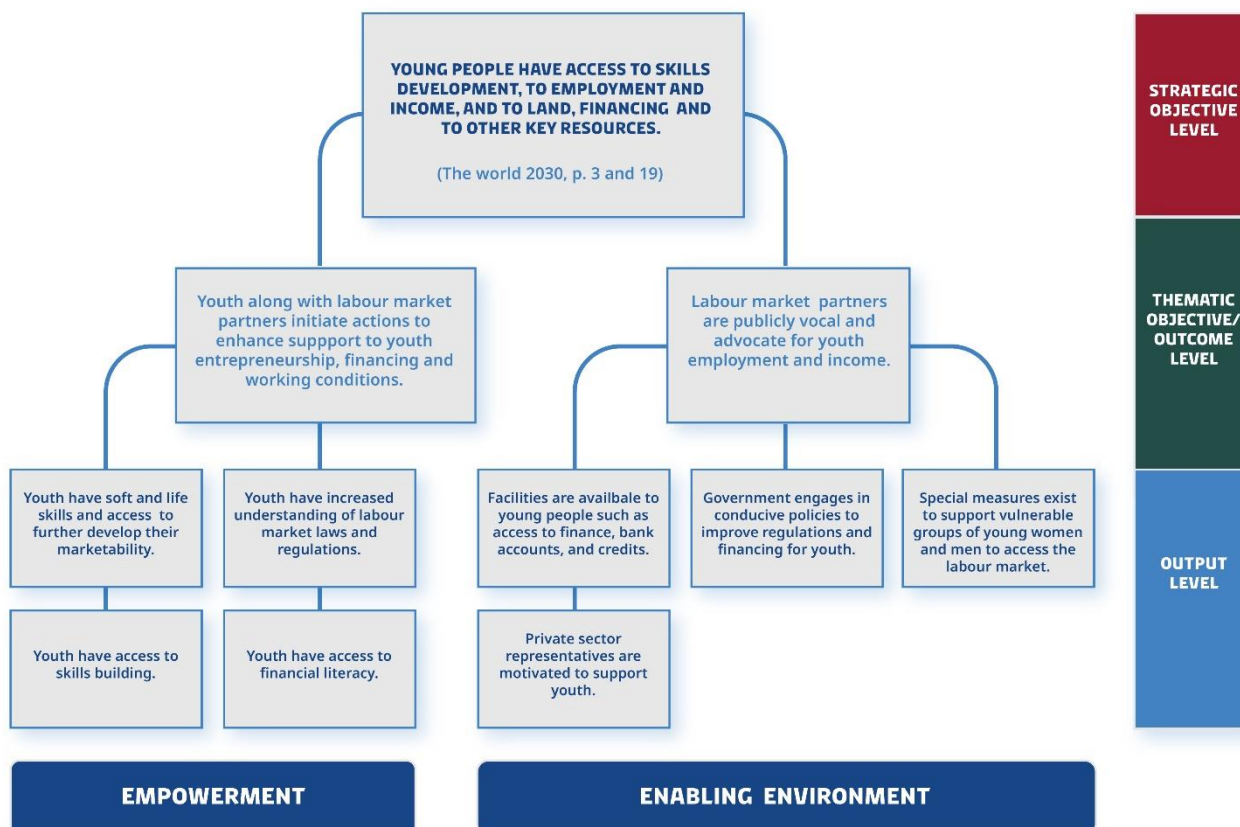 YOUNG PEOPLE HAVE ACCESS TO SKILLS
DEVELOPMENT, TO EMPLOYMENT AND
INCOME, AND TO LAND, FINANCING AND
TO OTHER KEY RESOURCES.
(The world 2030, p. 3 and 19)
STRATEGIC
OBJECTIVE
LEVEL
Youth along with labour market
partners initiate actions to
enhance suppport to youth
entrepreneurship, financing and
working conditions.
Labour market partners
are publicly vocal and
advocate for youth
employment and income.
THEMATIC
OBJECTIVE/
OUTCOME
LEVEL
Youth have soft and life
skills and access to
further develop their
marketability.
Youth have increased
understanding of labour
market laws and
regulations.
Facilities are availbale to
young people such as
access to finance, bank
accounts, and credits.
Government engages in
conducive policies to
improve regulations and
financing for youth.
Special measures exist
to support vulnerable
groups of young women
and men to access the
labour market.
OUTPUT
LEVEL
Youth have access to
skills building.
Youth have access to
financial literacy.
Private sector
representatives are
motivated to support
youth.
EMPOWERMENT
ENABLING ENVIRONMENT